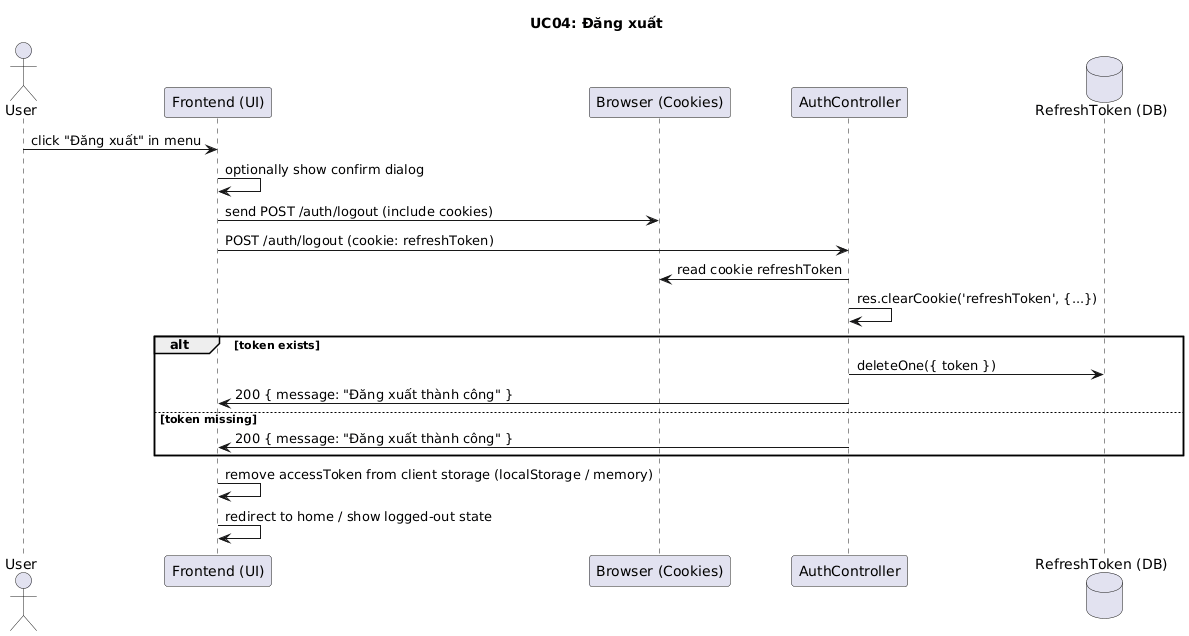 UC04: Đăng xuất
User
Frontend (UI)
Browser (Cookies)
AuthController
RefreshToken (DB)
click "Đăng xuất" in menu
optionally show confirm dialog
send POST /auth/logout (include cookies)
POST /auth/logout (cookie: refreshToken)
read cookie refreshToken
res.clearCookie('refreshToken', {...})
alt
[token exists]
deleteOne({ token })
200 { message: "Đăng xuất thành công" }
[token missing]
200 { message: "Đăng xuất thành công" }
remove accessToken from client storage (localStorage / memory)
redirect to home / show logged-out state
User
Frontend (UI)
Browser (Cookies)
AuthController
RefreshToken (DB)